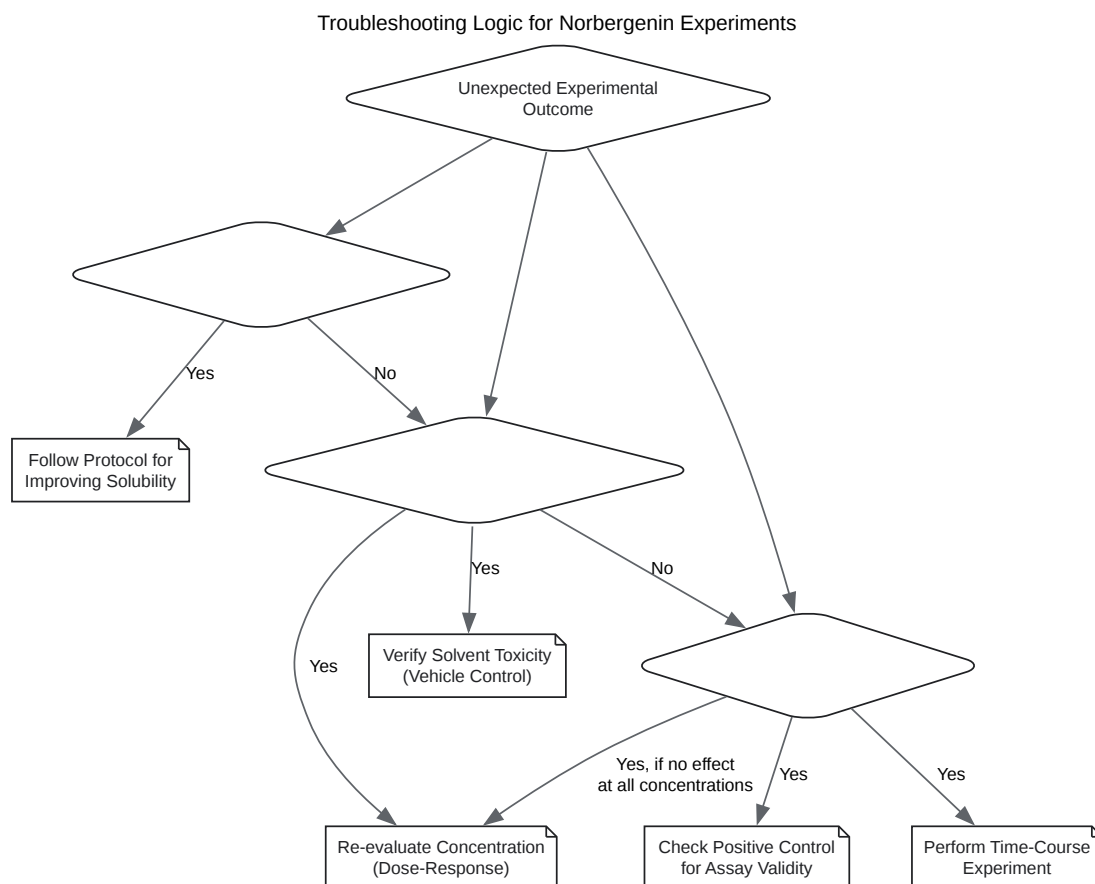 Troubleshooting Logic for Norbergenin Experiments
Unexpected Experimental
Outcome
Yes
No
Follow Protocol for
Improving Solubility
Yes
No
Yes
Verify Solvent Toxicity
(Vehicle Control)
Yes, if no effect
at all concentrations
Yes
Yes
Re-evaluate Concentration
(Dose-Response)
Check Positive Control
for Assay Validity
Perform Time-Course
Experiment